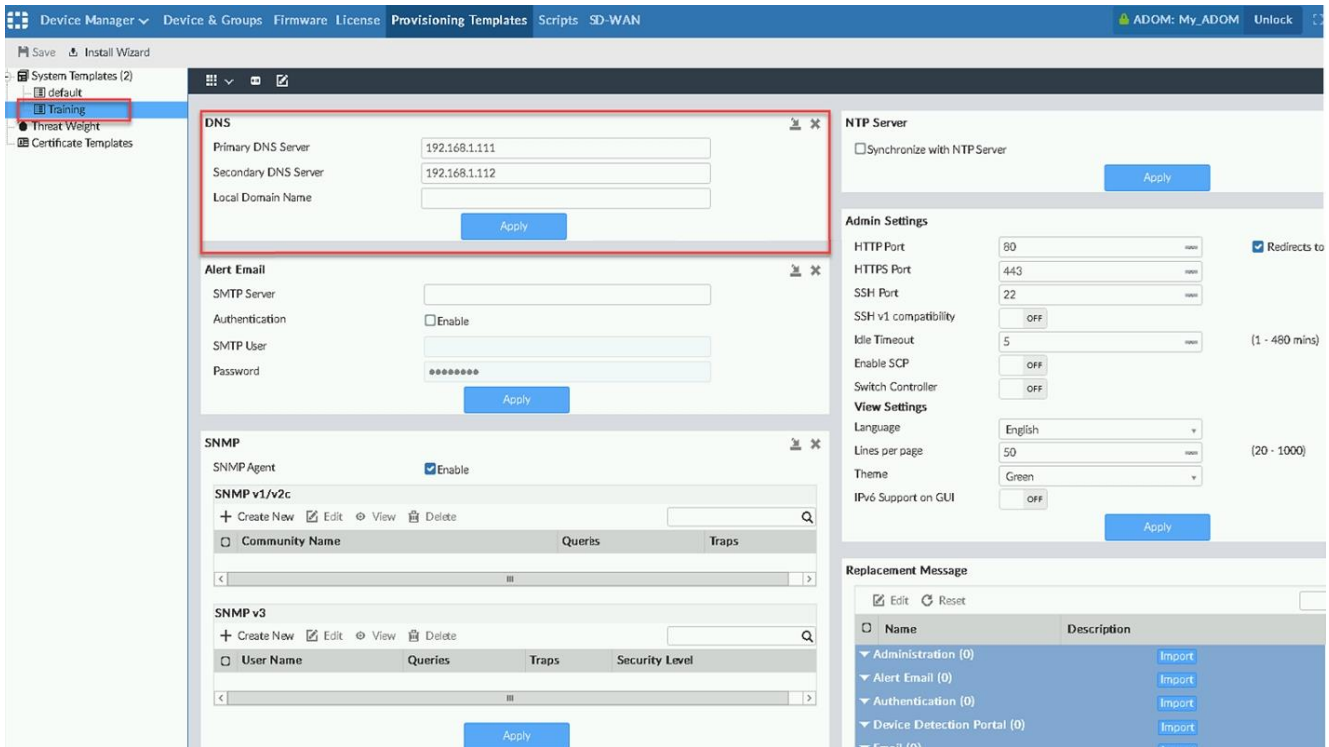 Device Manager Device & Groups Firmware License Provisioning Templates Scripts SD-WAN ADOM: My_ADOM Unlock
Save Install Wizard
System Templates (2)
default
Training
Threat Weight
Certificate Templates
DNS
Primary DNS Server 192.168.1.111
Secondary DNS Server 192.168.1.112
Local Domain Name
Apply
Alert Email
SMTP Server
Authentication Enable
SMTP User
Password ●●●●●●●●
Apply
SNMP
SNMP Agent Enable
SNMP v1/v2c
Create New Edit View Delete
Community Name Queris Traps
SNMP v3
Create New Edit View Delete
User Name Queries Traps Security Level
Apply
NTP Server
Synchronize with NTP Server
Apply
Admin Settings
HTTP Port 80 Redirects to
HTTPS Port 443
SSH Port 22
SSH v1 compatibility OFF
Idle Timeout 5 (1 - 480 mins)
Enable SCP OFF
Switch Controller OFF
View Settings
Language English
Lines per page 50 (20 - 1000)
Theme Green
IPv6 Support on GUI OFF
Apply
Replacement Message
Edit Reset
Name Description
Administration (0) Import
Alert Email (0) Import
Authentication (0) Import
Device Detection Portal (0) Import
Email (0)